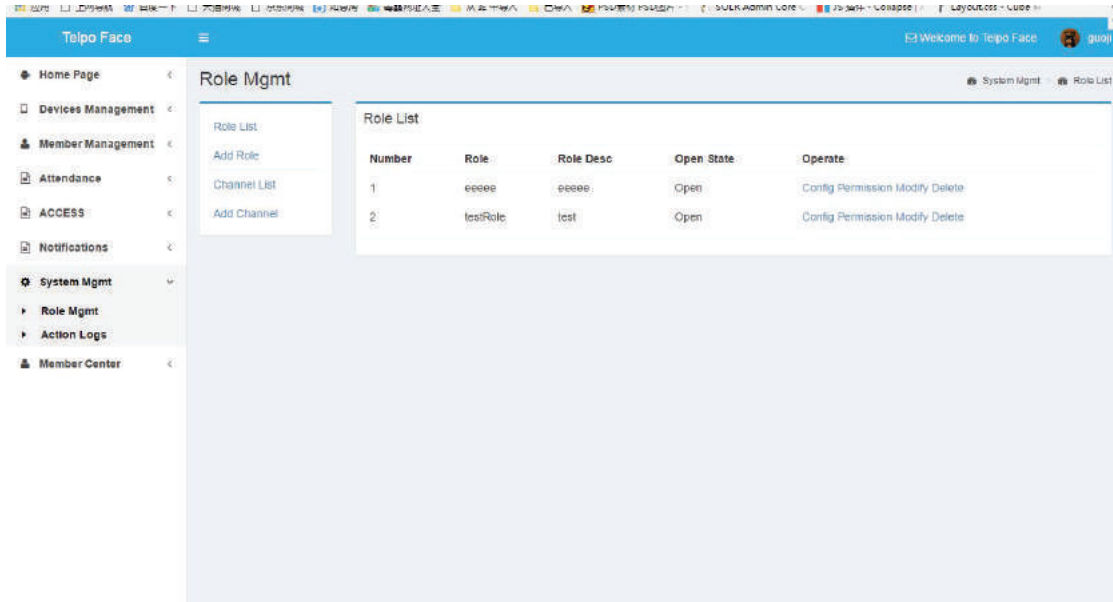 Telpo Face
Welcome to Telpo Face
guoji
Home Page
Devices Management
Member Management
Attendance
ACCESS
Notifications
System Mgmt
Role Mgmt
Action Logs
Member Center
Role Mgmt
System Mgmt
Role List
Role List
Add Role
Channel List
Add Channel
Role List
Number Role Role Desc Open State Operate
1 eeeee eeeee Open Config Permission Modify Delete
2 testRole test Open Config Permission Modify Delete